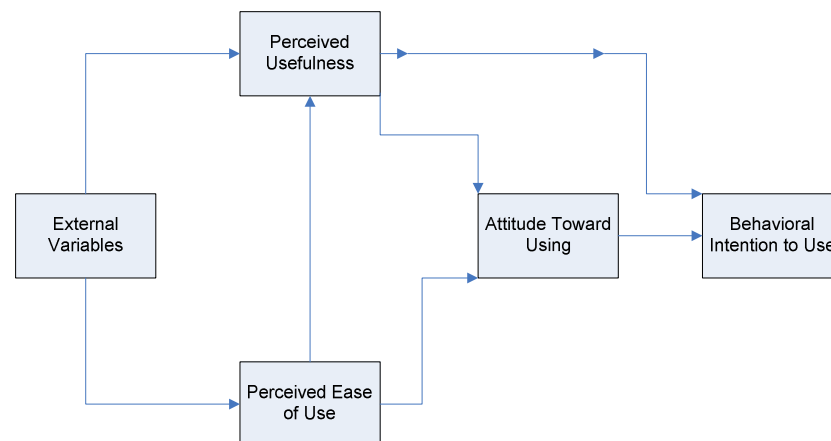 Perceived
Usefulness
External
Variables
Attitude Toward
Using
Behavioral
Intention to Use
Perceived Ease
of Use